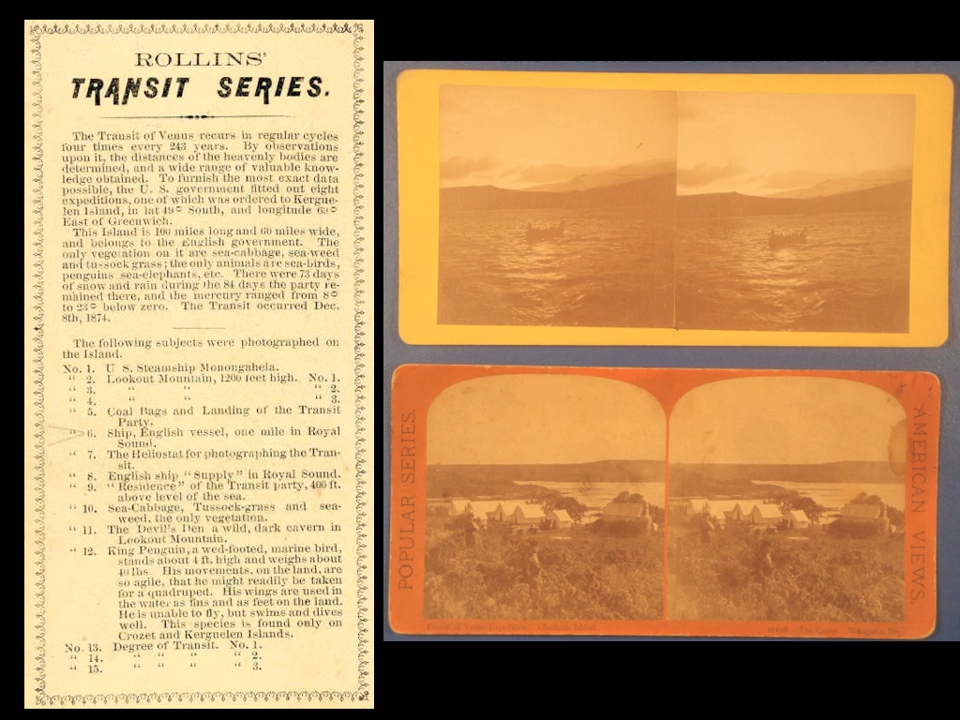 ROLLINS'
TRANSIT SERIES.
The Transit of Venus recurs in regular cycles
four times every 243 years. By observations
upon it, the distances of the heavenly bodies are
determined, and a wide range of valuable know-
ledge obtained. To furnish the most exact data
possible, the U. S. government fitted out eight
expeditions, one of which was ordered to Kergue-
len Island, in lat 49° South, and longitude
East of Greenwich.
This Island is 100 miles long and 60 miles wide,
and belongs to the English government. The
only vegetation on it are sea-cabbage, sea-weed
and tussock grass; the only animals are sea-birds,
penguins sea-elephants, etc. There were 73 days
of snow and rain during the 84 days the party re-
mained there, and the mercury ranged from 8°
to 23° below zero. The Transit occurred Dec.
8th, 1874.
The following subjects were photographed on
the Island.
No. 1. U S. Steamship Monongahela.
“ 2. Lookout Mountain, 1200 feet high. No. 1.
“ 3. “ “ “ 2.
“ 4. “ “ “ 3.
“ 5. Coal Bags and Landing of the Transit
Party.
“ 6. Ship, English vessel, one mile in Royal
Sound.
“ 7. The Heliostat for photographing the Tran-
sit.
“ 8. English ship “Supply” in Royal Sound.
“ 9. “Residence” of the Transit party, 400 ft.
above level of the sea.
“ 10. Sea-Cabbage, Tussock-grass and sea-
weed, the only vegetation.
“ 11. The Devil's Den a wild, dark cavern in
Lookout Mountain.
“ 12. King Penguin, a wed-footed, marine bird,
stands about 4 ft. high and weighs about
40 lbs His movements, on the land, are
so agile, that he might readily be taken
for a quadruped. His wings are used in
the water as fins and as feet on the land.
He is unable to fly, but swims and dives
well. This species is found only on
Crozet and Kerguelen Islands.
No. 13. Degree of Transit. No. 1.
“ 14. “ “ “ “ 2.
“ 15. “ “ “ “ 3.
POPULAR SERIES.
AMERICAN VIEWS.
Transit of Venus Expedition. Chatham Island.
The Camp.